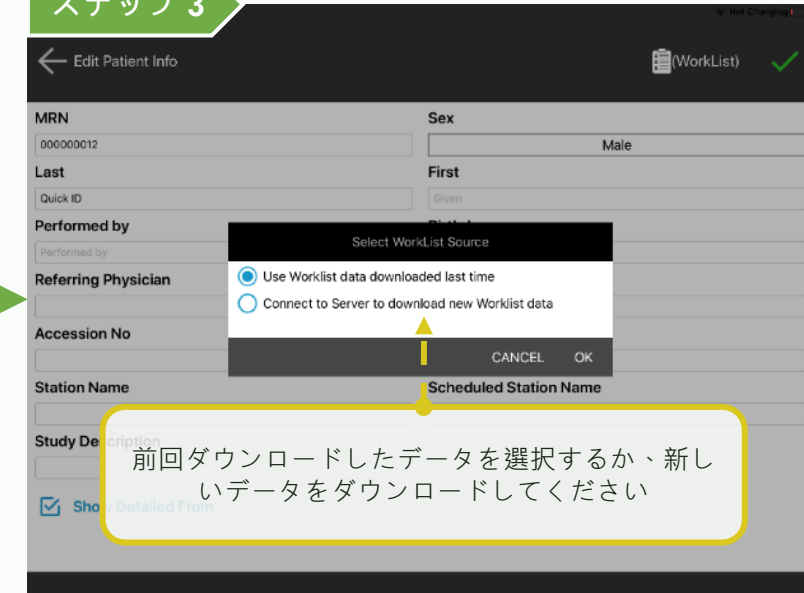 ステップ 3
Not Charging
Edit Patient Info
(WorkList)
MRN
Sex
000000012
Male
Last
First
Quick ID
Given
Performed by
Performed by
Select WorkList Source
Referring Physician
Use Worklist data downloaded last time
Connect to Server to download new Worklist data
Accession No
CANCEL OK
Station Name
Scheduled Station Name
Study Description
前回ダウンロードしたデータを選択するか、新し
いデータをダウンロードしてください
Show Detailed From